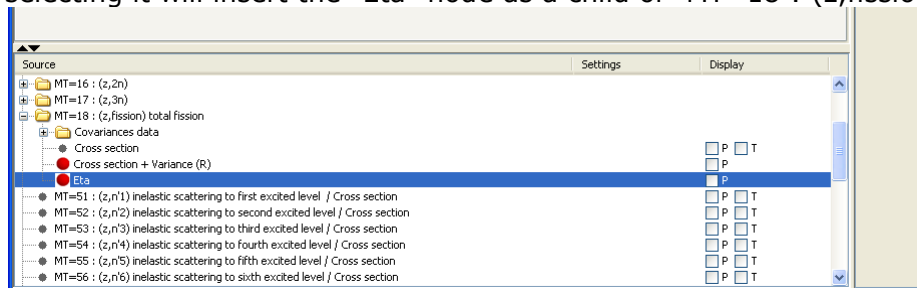 selecting it will insert the "Eta" node as a child of "MT=18 : (z,fissio
Source Settings Display
MT=16 : (z,2n)
MT=17 : (z,3n)
MT=18 : (z,fission) total fission
Covariances data
Cross section P T
Cross section + Variance (R) P
Eta P
MT=51 : (z,n'1) inelastic scattering to first excited level / Cross section P T
MT=52 : (z,n'2) inelastic scattering to second excited level / Cross section P T
MT=53 : (z,n'3) inelastic scattering to third excited level / Cross section P T
MT=54 : (z,n'4) inelastic scattering to fourth excited level / Cross section P T
MT=55 : (z,n'5) inelastic scattering to fifth excited level / Cross section P T
MT=56 : (z,n'6) inelastic scattering to sixth excited level / Cross section P T